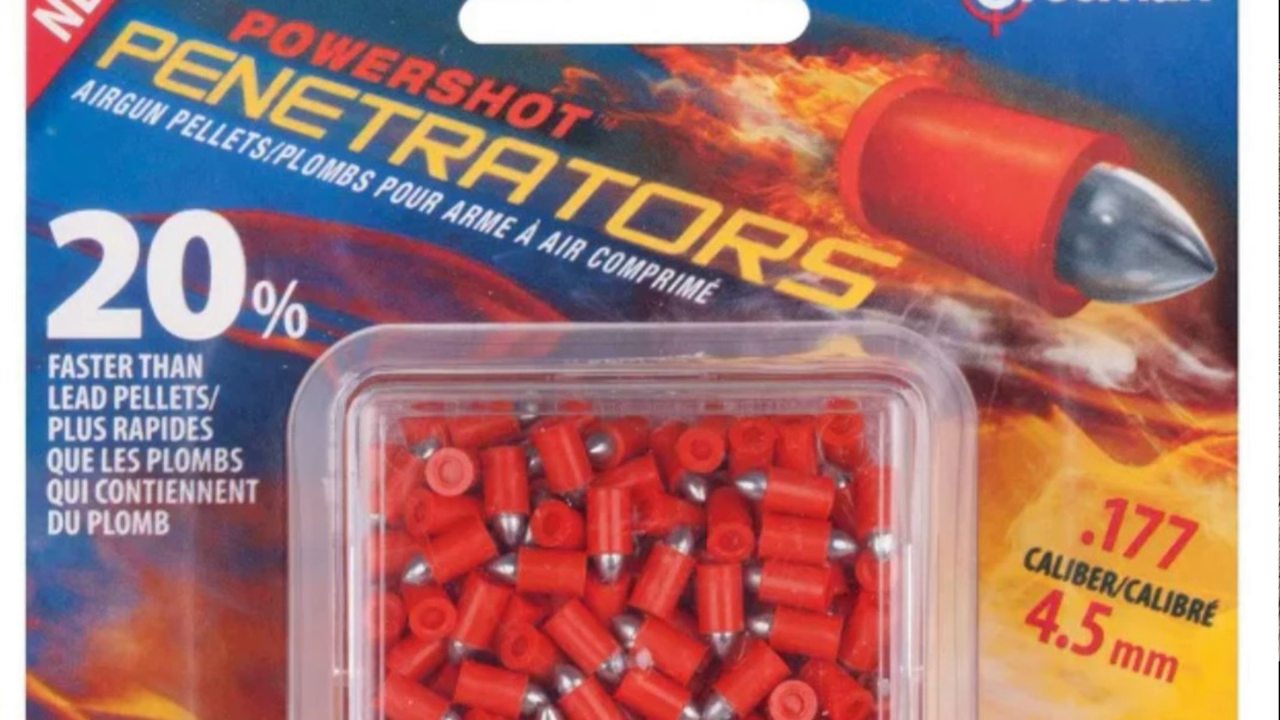 POWERSHOT
PENETRATORS
AIRGUN PELLETS/PLOMBS POUR ARME À AIR COMPRIMÉ
20%
FASTER THAN
LEAD PELLETS/
PLUS RAPIDES
QUE LES PLOMBS
QUI CONTIENNENT
DU PLOMB
.177
CALIBER/CALIBRÉ
4.5 mm